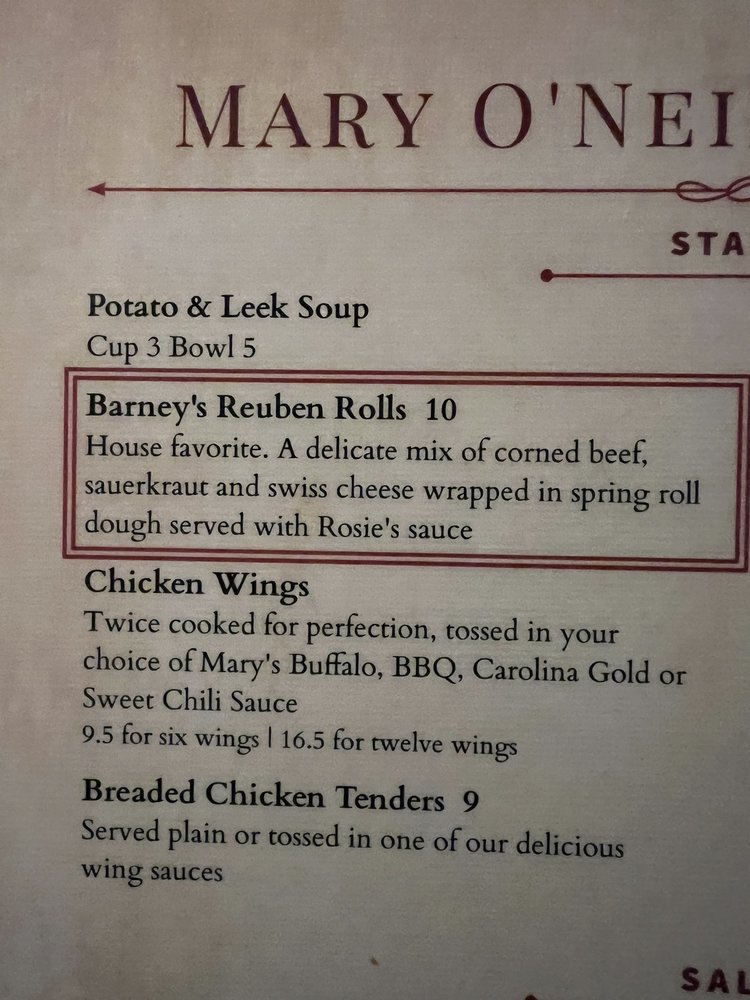 MARY O'NEI
STA
Potato & Leek Soup
Cup 3 Bowl 5
Barney's Reuben Rolls 10
House favorite. A delicate mix of corned beef,
sauerkraut and swiss cheese wrapped in spring roll
dough served with Rosie's sauce
Chicken Wings
Twice cooked for perfection, tossed in your
choice of Mary's Buffalo, BBQ, Carolina Gold or
Sweet Chili Sauce
9.5 for six wings | 16.5 for twelve wings
Breaded Chicken Tenders 9
Served plain or tossed in one of our delicious
wing sauces
SAL